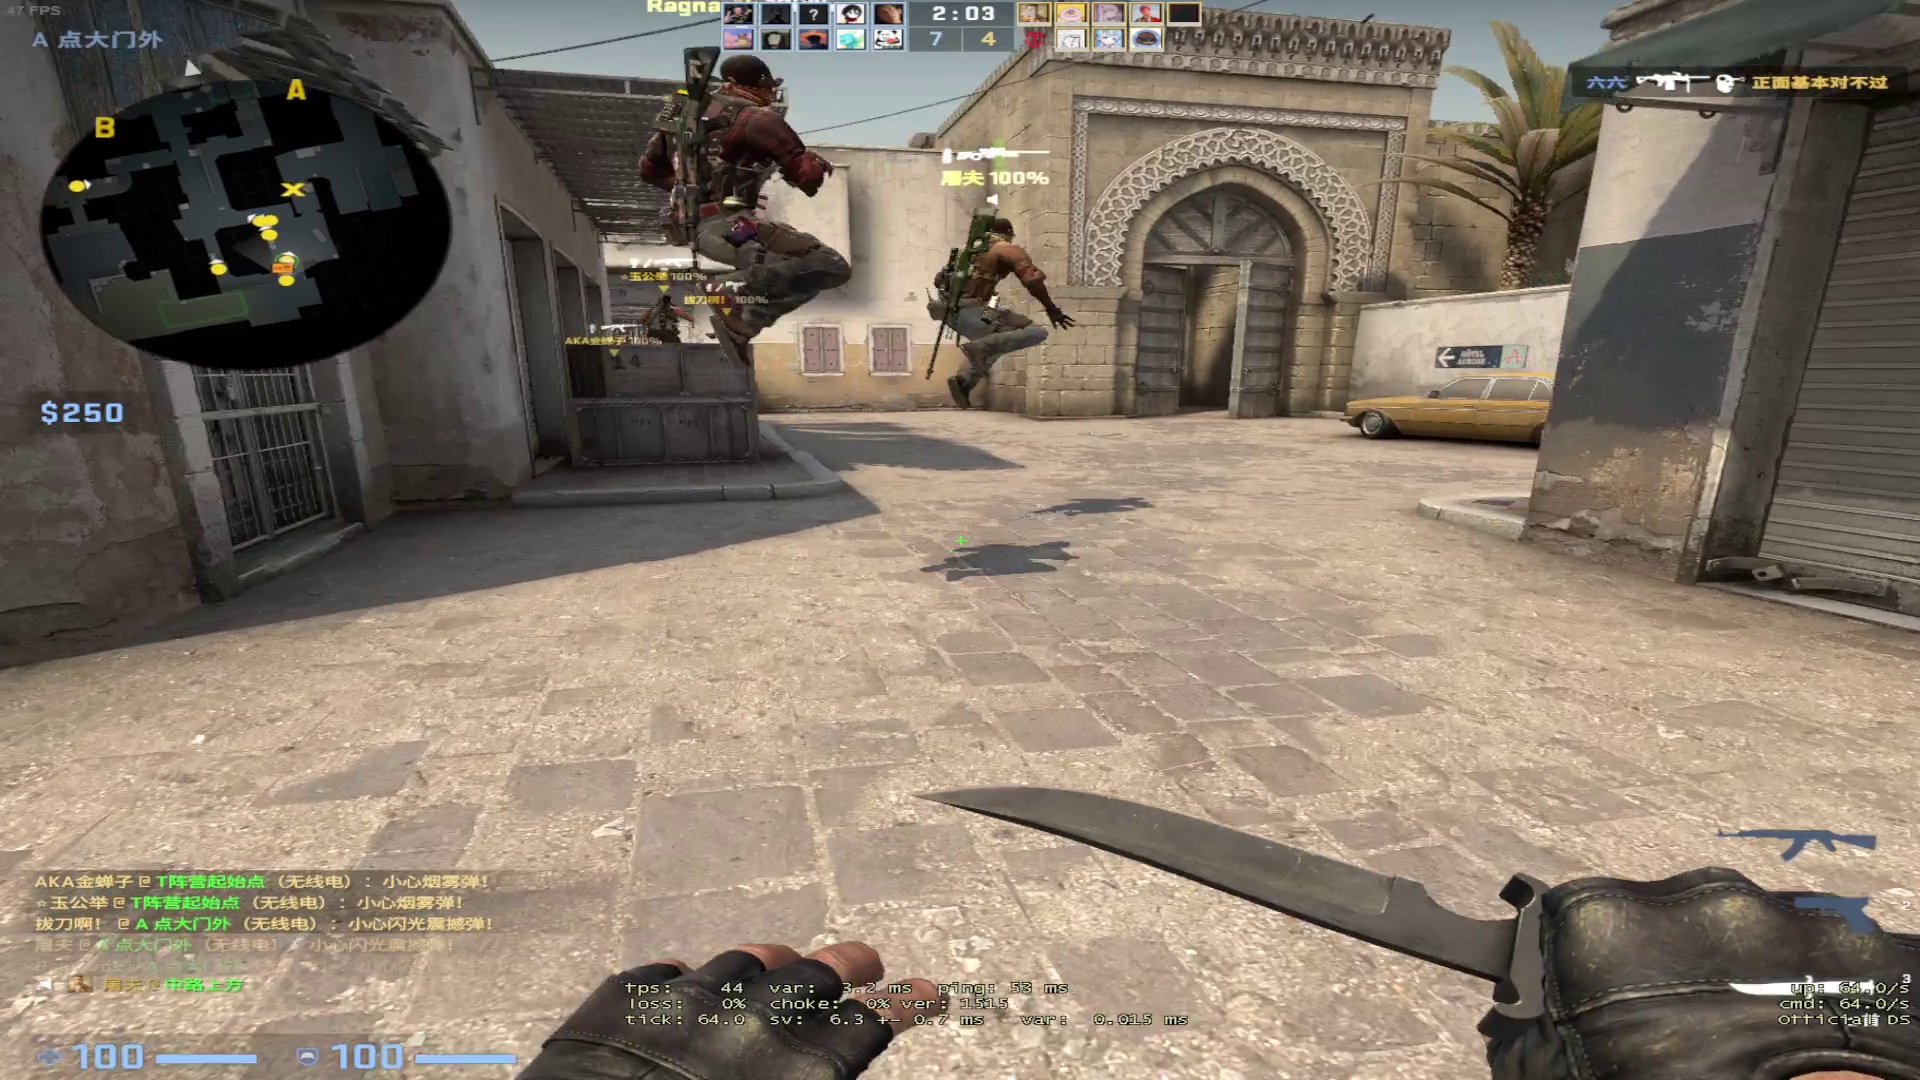 47 FPS
A 点大门外
Ragna
2:03
7 4
?
A
B
六六 正面基本对不过
屠夫 100%
☆玉公举100%
拔刀啊! 100%
AKA金蝉子 100%
14
HÔTEL AURORE A
$250
AKA金蝉子 @ T阵营起始点 (无线电) : 小心烟雾弹!
☆玉公举 @ T阵营起始点 (无线电) : 小心烟雾弹!
拔刀啊! @ A 点大门外 (无线电) : 小心闪光震撼弹!
屠夫 @ A 点大门外 (无线电) : 小心闪光震撼弹!
屠夫 @ 中路上方
2
3
fps: 44 var: 3.2 ms ping: 53 ms
loss: 0% choke: 0% ver: 1515
tick: 64.0 sv: 6.3 +- 0.7 ms var: 0.015 ms
up: 64.0/s
cmd: 64.0/s
Official DS
100 100